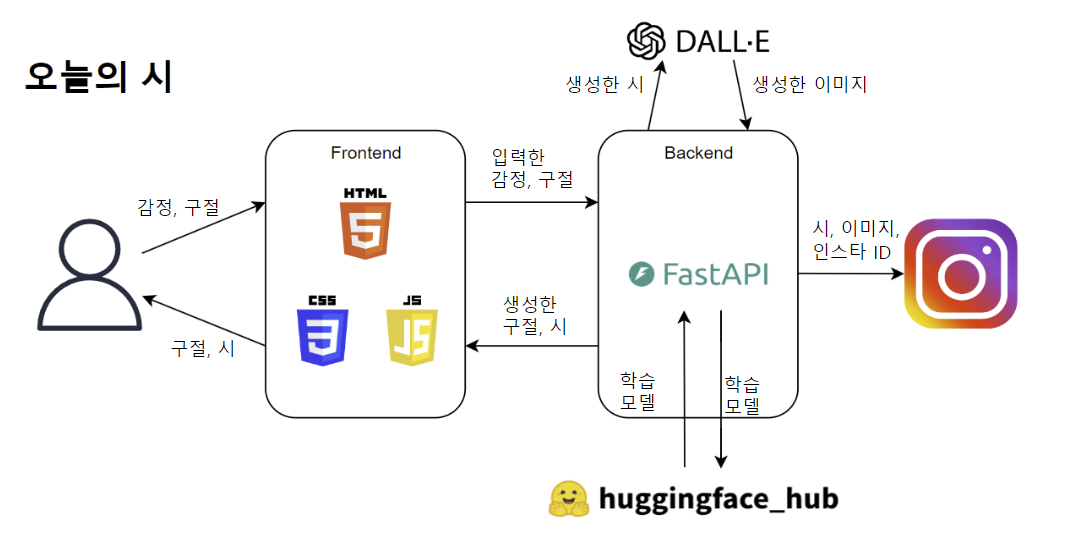 오늘의 시
DALL·E
생성한 시
생성한 이미지
Frontend
Backend
HTML
5
CSS
3
JS
JS
감정, 구절
구절, 시
입력한
감정, 구절
생성한
구절, 시
FastAPI
시, 이미지,
인스타 ID
학습
모델
학습
모델
huggingface_hub